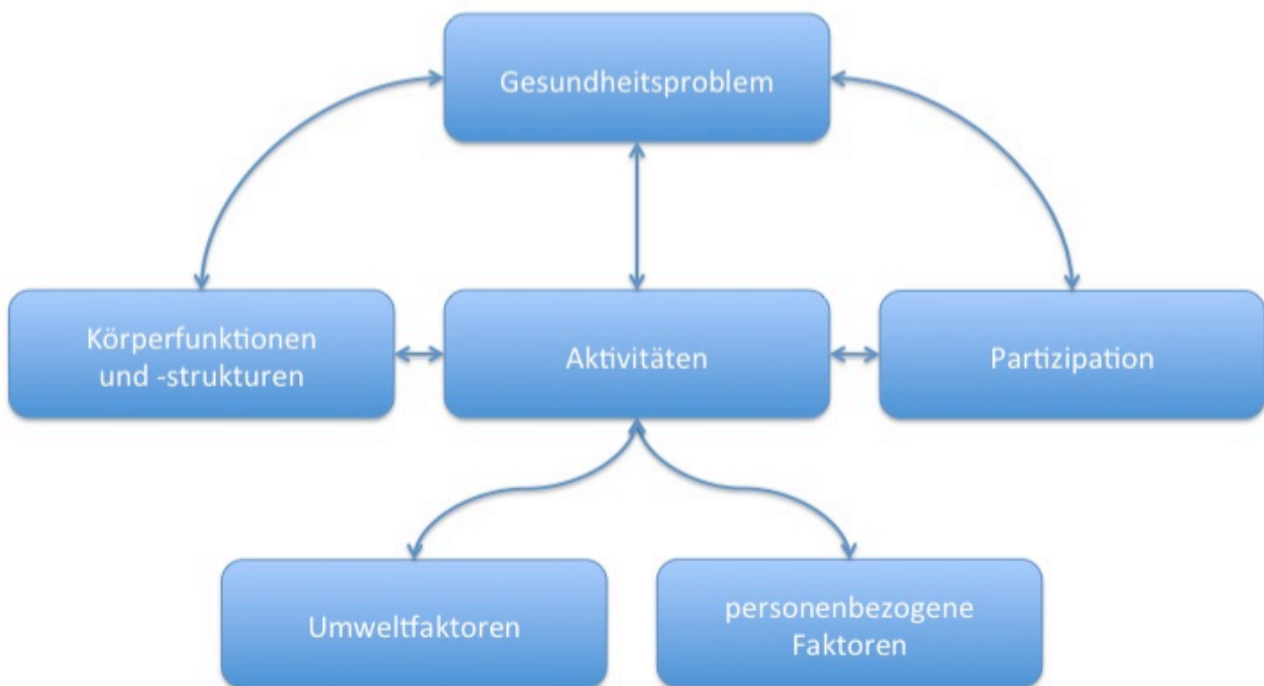 Gesundheitsproblem
Körperfunktionen
und -strukturen
Aktivitäten
Partizipation
Umweltfaktoren
personenbezogene
Faktoren